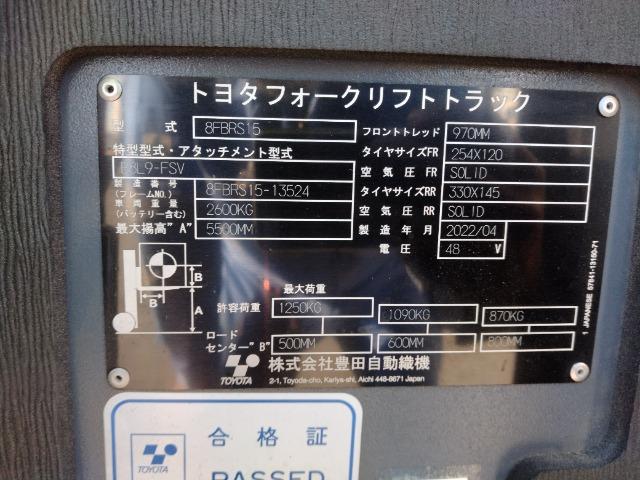 トヨタフォークリフトトラック
型式 8FBRS15
特型型式・アタッチメント型式
8L9-FSV
製造番号(フレームNO.) 8FBRS15-13524
車両重量(バッテリー含む) 2600KG
最大揚高"A" 5500MM
フロントトレッド 970MM
タイヤサイズFR 254X120
空気圧FR SOLID
タイヤサイズRR 330X145
空気圧RR SOLID
製造年月 2022/04
電圧 48 V
B
B
A
最大荷重
許容荷重 1250KG 1090KG 870KG
ロードセンター"B" 500MM 600MM 800MM
TOYOTA 株式会社豊田自動織機
2-1, Toyoda-cho, Kariya-shi, Aichi 448-8671 Japan
1 JAPANESE 57841-13150-71
TOYOTA
合格証
PASSED